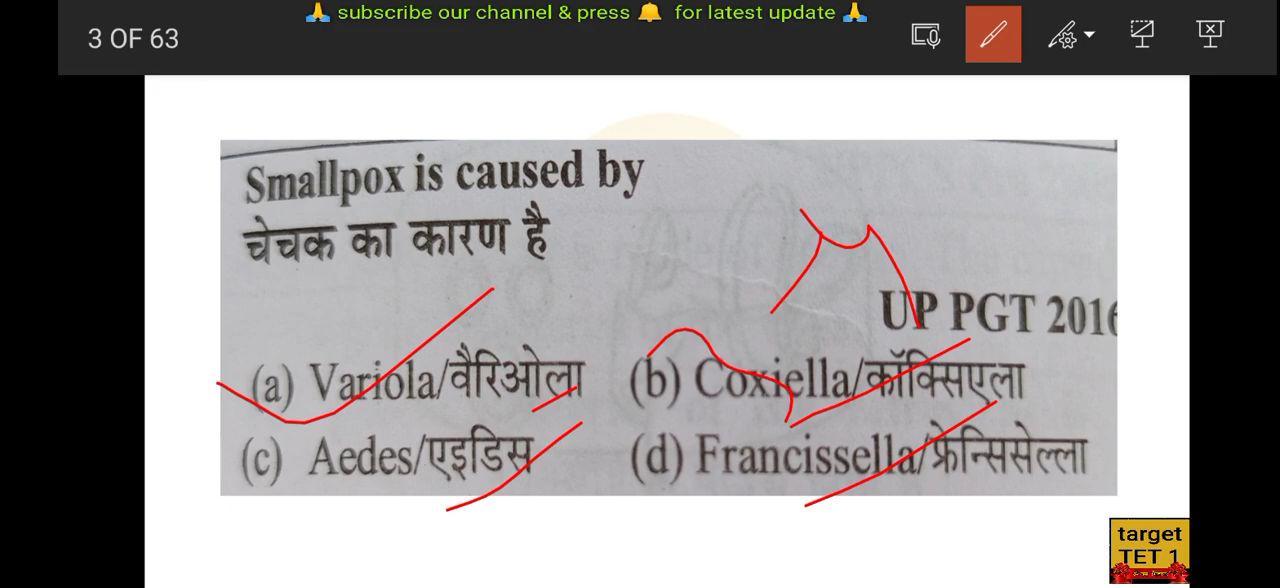 🙏 subscribe our channel & press 🔔 for latest update 🙏
3 OF 63
Smallpox is caused by
चेचक का कारण है
UP PGT 2016
(a) Variola/वैरिओला (b) Coxiella/कॉक्सिएला
(c) Aedes/एइडिस (d) Francissella/फ्रेन्सिसेल्ला
target
TET 1